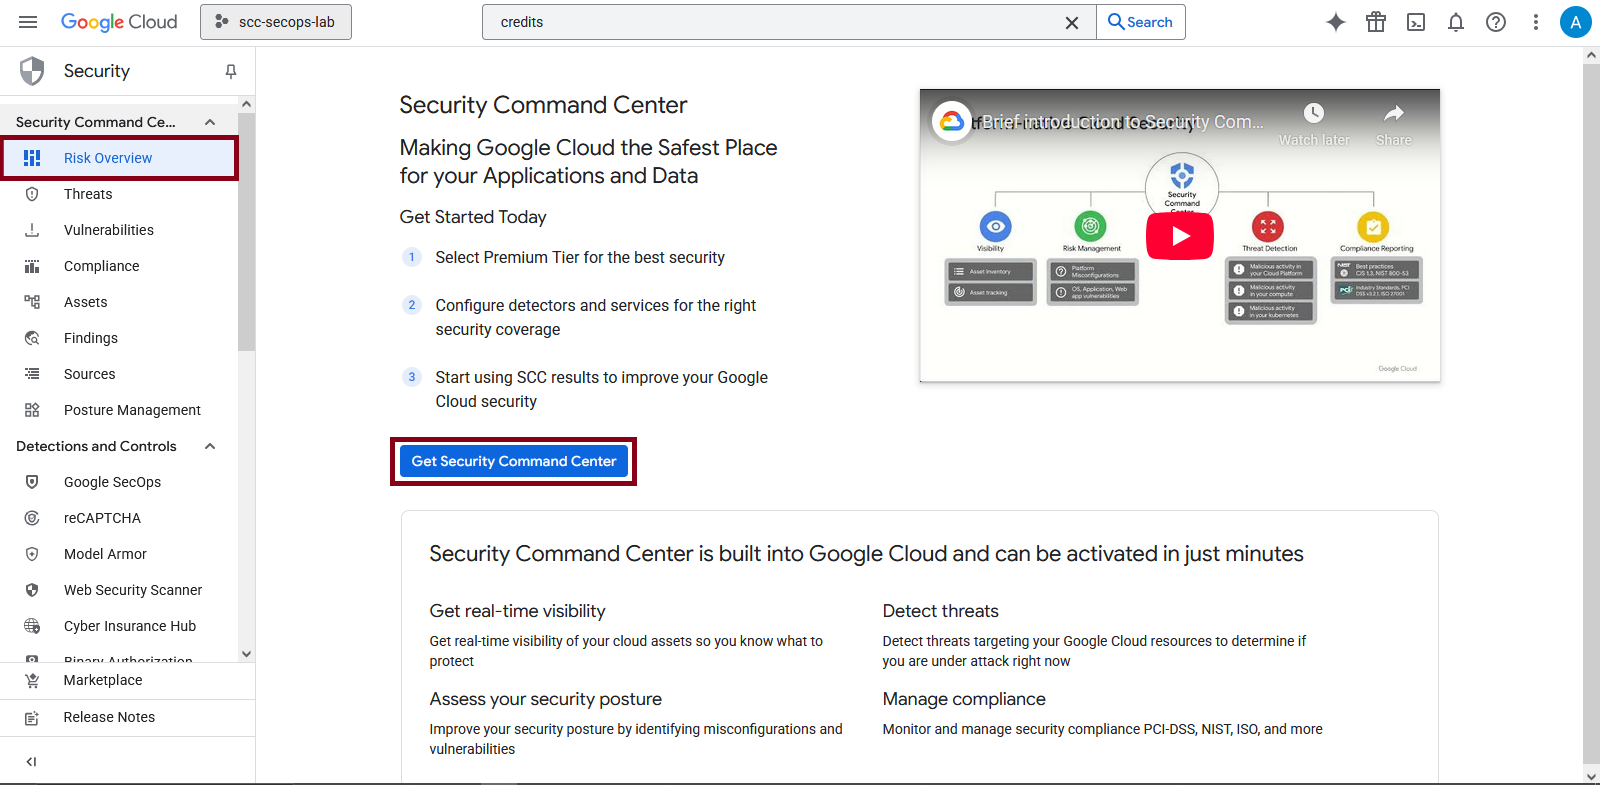 Google Cloud
scc-secops-lab
credits
Search
A
Security
Security Command Ce...
Risk Overview
Threats
Vulnerabilities
Compliance
Assets
Findings
Sources
Posture Management
Detections and Controls
Google SecOps
reCAPTCHA
Model Armor
Web Security Scanner
Cyber Insurance Hub
Binary Authorization
Marketplace
Release Notes
Security Command Center
Making Google Cloud the Safest Place
for your Applications and Data
Get Started Today
1 Select Premium Tier for the best security
2 Configure detectors and services for the right
security coverage
3 Start using SCC results to improve your Google
Cloud security
Get Security Command Center
Brief introduction to Security Com...
Watch later
Share
Security
Command
Center
Visibility
Asset Inventory
Asset tracking
Risk Management
Platform
Misconfigurations
OS, Application, Web
app vulnerabilities
Threat Detection
Malicious activity in
your Cloud Platform
Malicious activity
in your compute
Malicious activity
in your kubernetes
Compliance Reporting
NIST
Best practices
CIS 1.3, NIST 800-53
PCI
Industry Standards, PCI
DSS v3.2.1, ISO 27001
Google Cloud
Security Command Center is built into Google Cloud and can be activated in just minutes
Get real-time visibility
Get real-time visibility of your cloud assets so you know what to
protect
Detect threats
Detect threats targeting your Google Cloud resources to determine if
you are under attack right now
Assess your security posture
Improve your security posture by identifying misconfigurations and
vulnerabilities
Manage compliance
Monitor and manage security compliance PCI-DSS, NIST, ISO, and more